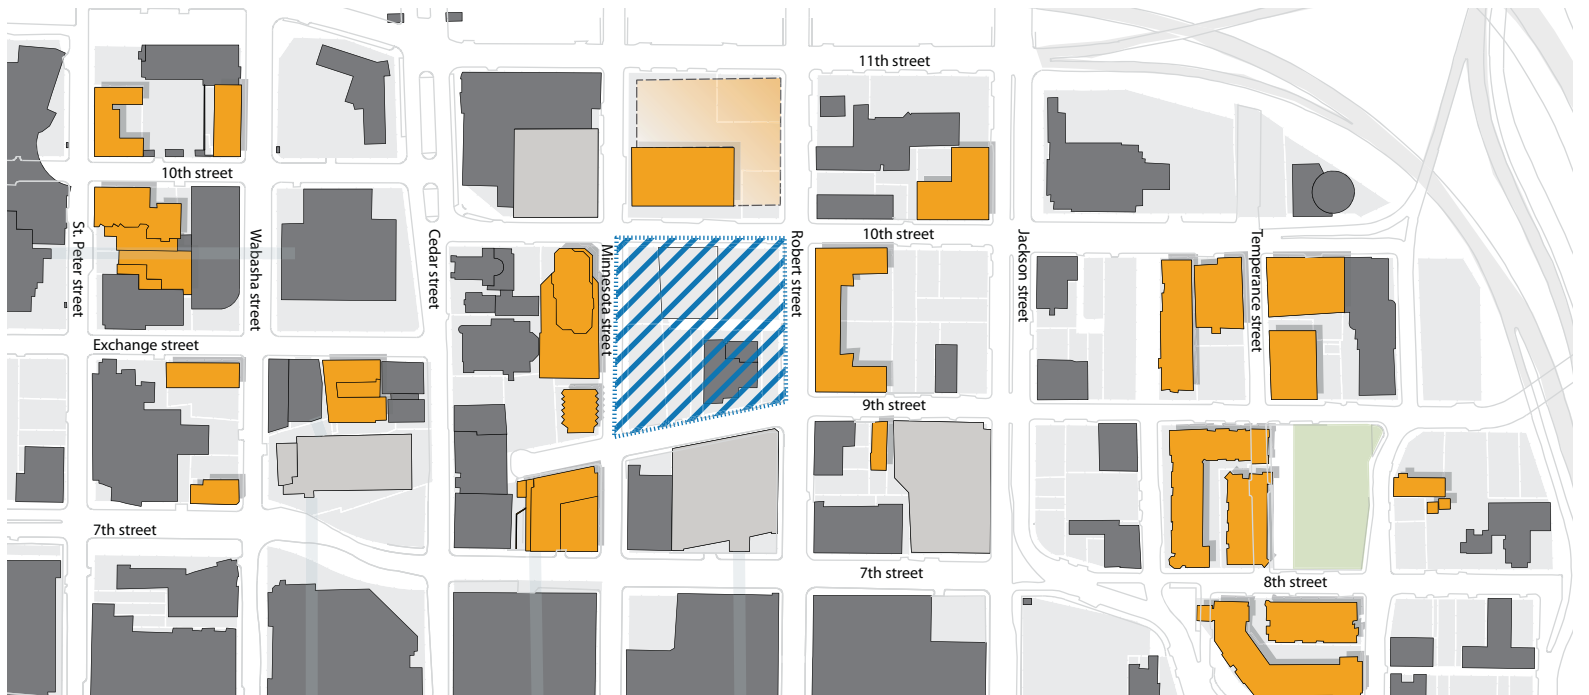 11th street
10th street
10th street
St. Peter street
Wabasha street
Cedar street
Minnesota street
Robert street
Jackson street
Temperance street
Exchange street
9th street
7th street
7th street
8th street